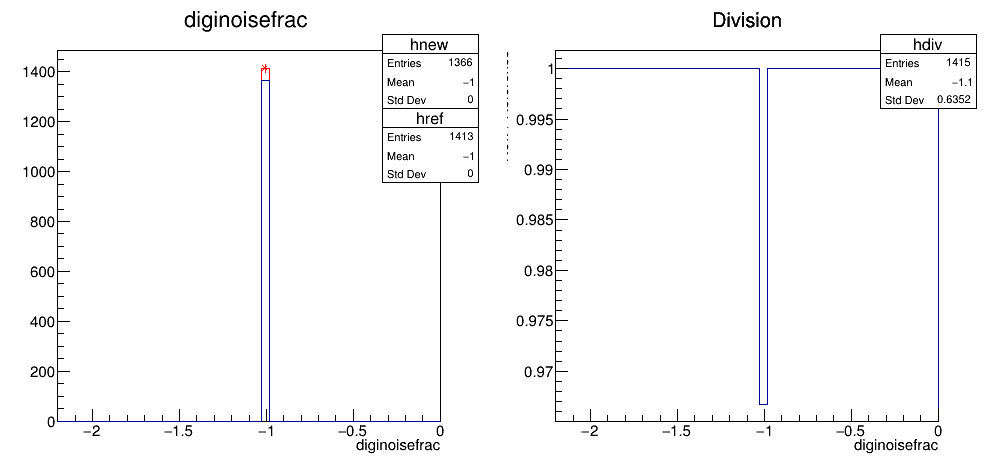 diginoisefrac
hnew
Entries 1366
Mean −1
Std Dev 0
href
Entries 1413
Mean −1
Std Dev 0
1400
1200
1000
800
600
400
200
0
−2 −1.5 −1 −0.5 0
diginoisefrac
Division
hdiv
Entries 1415
Mean −1.1
Std Dev 0.6352
1
0.995
0.99
0.985
0.98
0.975
0.97
−2 −1.5 −1 −0.5 0
diginoisefrac